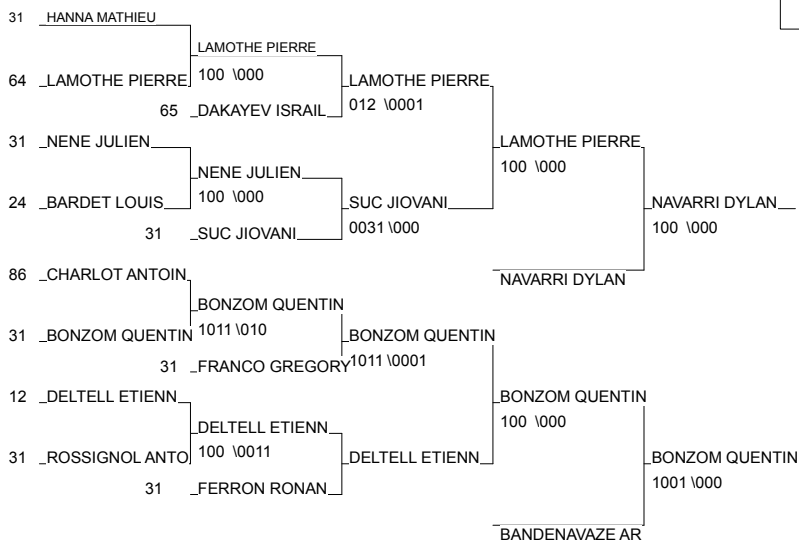 31 HANNA MATHIEU
LAMOTHE PIERRE
64 LAMOTHE PIERRE 100 \000 LAMOTHE PIERRE
65 DAKAYEV ISRAIL 012 \0001
31 NENE JULIEN LAMOTHE PIERRE
NENE JULIEN 100 \000
24 BARDET LOUIS 100 \000 SUC JIOVANI NAVARRI DYLAN
31 SUC JIOVANI 0031 \000 100 \000
86 CHARLOT ANTOIN NAVARRI DYLAN
BONZOM QUENTIN
31 BONZOM QUENTIN 1011 \010 BONZOM QUENTIN
31 FRANCO GREGORY 1011 \0001
12 DELTELL ETIENN BONZOM QUENTIN
DELTELL ETIENN 100 \000
31 ROSSIGNOL ANTO 100 \0011 DELTELL ETIENN BONZOM QUENTIN
31 FERRON RONAN 1001 \000
BANDENAVAZE AR